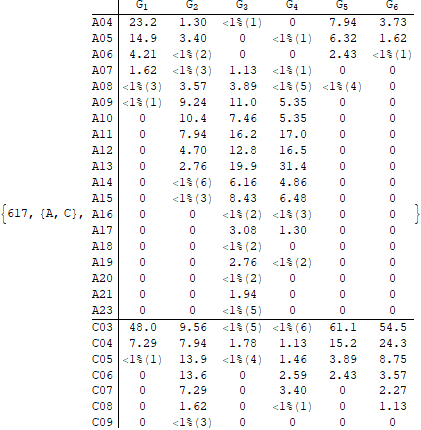 G1 G2 G3 G4 G5 G6
A04 23.2 1.30 <1%(1) 0 7.94 3.73
A05 14.9 3.40 0 <1%(1) 6.32 1.62
A06 4.21 <1%(2) 0 0 2.43 <1%(1)
A07 1.62 <1%(3) 1.13 <1%(1) 0 0
A08 <1%(3) 3.57 3.89 <1%(5) <1%(4) 0
A09 <1%(1) 9.24 11.0 5.35 0 0
A10 0 10.4 7.46 5.35 0 0
A11 0 7.94 16.2 17.0 0 0
A12 0 4.70 12.8 16.5 0 0
A13 0 2.76 19.9 31.4 0 0
A14 0 <1%(6) 6.16 4.86 0 0
A15 0 <1%(3) 8.43 6.48 0 0
{617, {A, C}, A16 0 0 <1%(2) <1%(3) 0 0 }
A17 0 0 3.08 1.30 0 0
A18 0 0 <1%(2) 0 0 0
A19 0 0 2.76 <1%(2) 0 0
A20 0 0 <1%(2) 0 0 0
A21 0 0 1.94 0 0 0
A23 0 0 <1%(5) 0 0 0
C03 48.0 9.56 <1%(5) <1%(6) 61.1 54.5
C04 7.29 7.94 1.78 1.13 15.2 24.3
C05 <1%(1) 13.9 <1%(4) 1.46 3.89 8.75
C06 0 13.6 0 2.59 2.43 3.57
C07 0 7.29 0 3.40 0 2.27
C08 0 1.62 0 <1%(1) 0 1.13
C09 0 <1%(3) 0 0 0 0